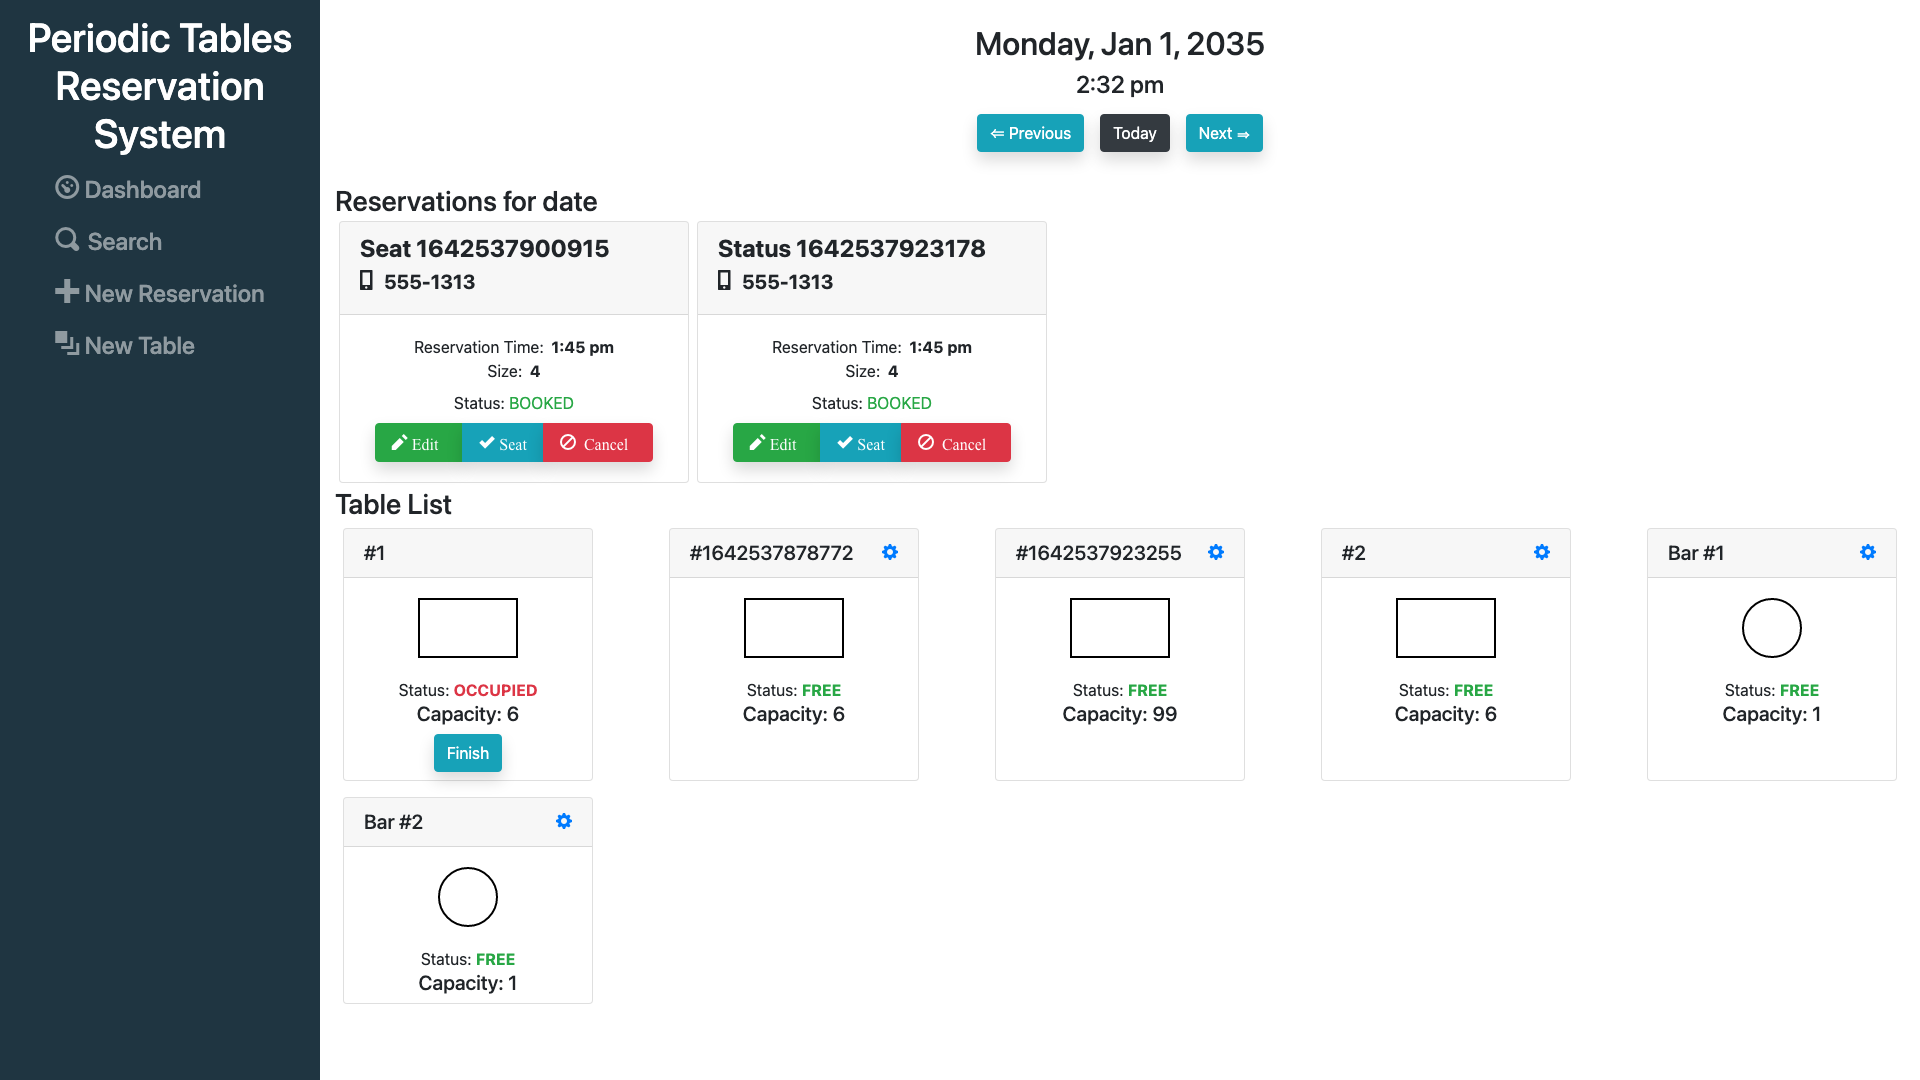 Periodic Tables
Reservation
System
Dashboard
Search
New Reservation
New Table
Monday, Jan 1, 2035
2:32 pm
⇐ Previous
Today
Next ⇒
Reservations for date
Seat 1642537900915
555-1313
Reservation Time: 1:45 pm
Size: 4
Status: BOOKED
Edit
Seat
Cancel
Status 1642537923178
555-1313
Reservation Time: 1:45 pm
Size: 4
Status: BOOKED
Edit
Seat
Cancel
Table List
#1
Status: OCCUPIED
Capacity: 6
Finish
#1642537878772
Status: FREE
Capacity: 6
#1642537923255
Status: FREE
Capacity: 99
#2
Status: FREE
Capacity: 6
Bar #1
Status: FREE
Capacity: 1
Bar #2
Status: FREE
Capacity: 1